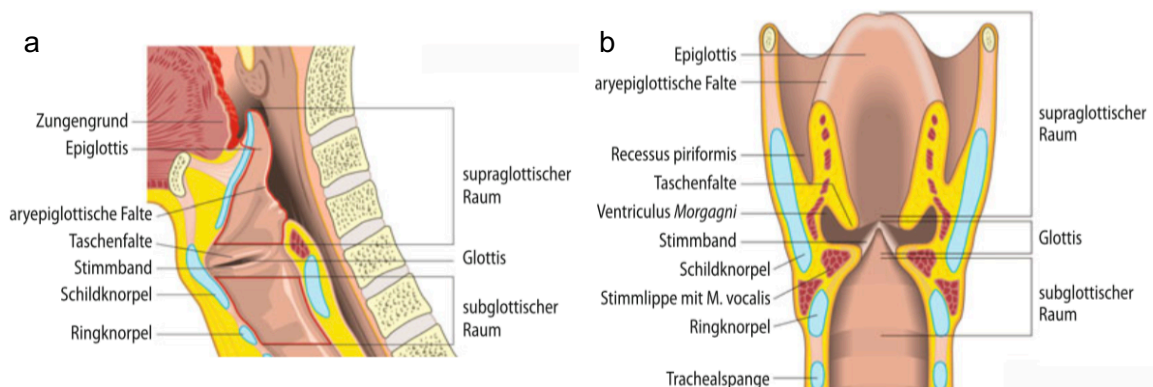 a
Zungengrund
Epiglottis
aryepiglottische Falte
Taschenfalte
Stimmband
Schildknorpel
Ringknorpel
supraglottischer
Raum
Glottis
subglottischer
Raum
b
Epiglottis
aryepiglottische Falte
Recessus piriformis
Taschenfalte
Ventriculus Morgagni
Stimmband
Schildknorpel
Stimmlippe mit M. vocalis
Ringknorpel
Trachealspange
supraglottischer
Raum
Glottis
subglottischer
Raum